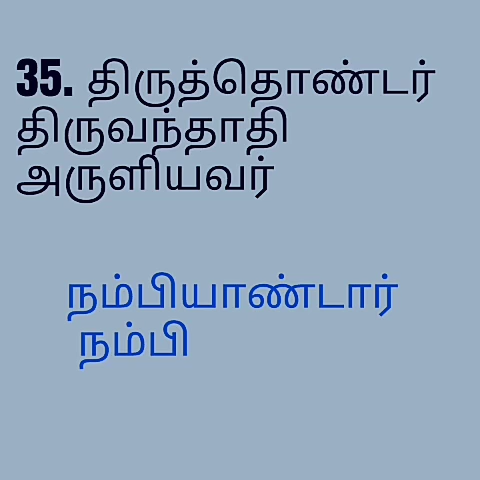 35. திருத்தொண்டர்
திருவந்தாதி
அருளியவர்
நம்பியாண்டார்
நம்பி